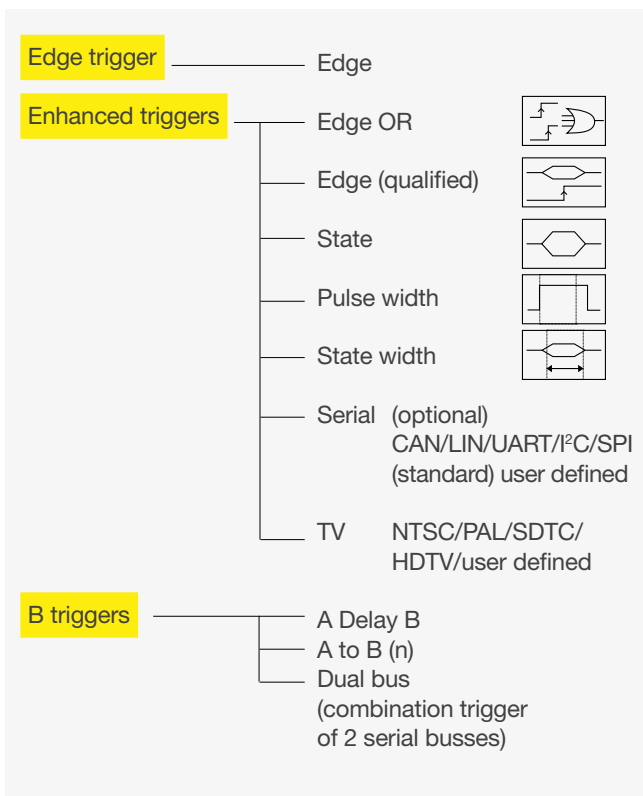 Edge trigger Edge
Enhanced triggers Edge OR
Edge (qualified)
State
Pulse width
State width
Serial (optional)
CAN/LIN/UART/I²C/SPI
(standard) user defined
TV NTSC/PAL/SDTC/
HDTV/user defined
B triggers A Delay B
A to B (n)
Dual bus
(combination trigger
of 2 serial busses)